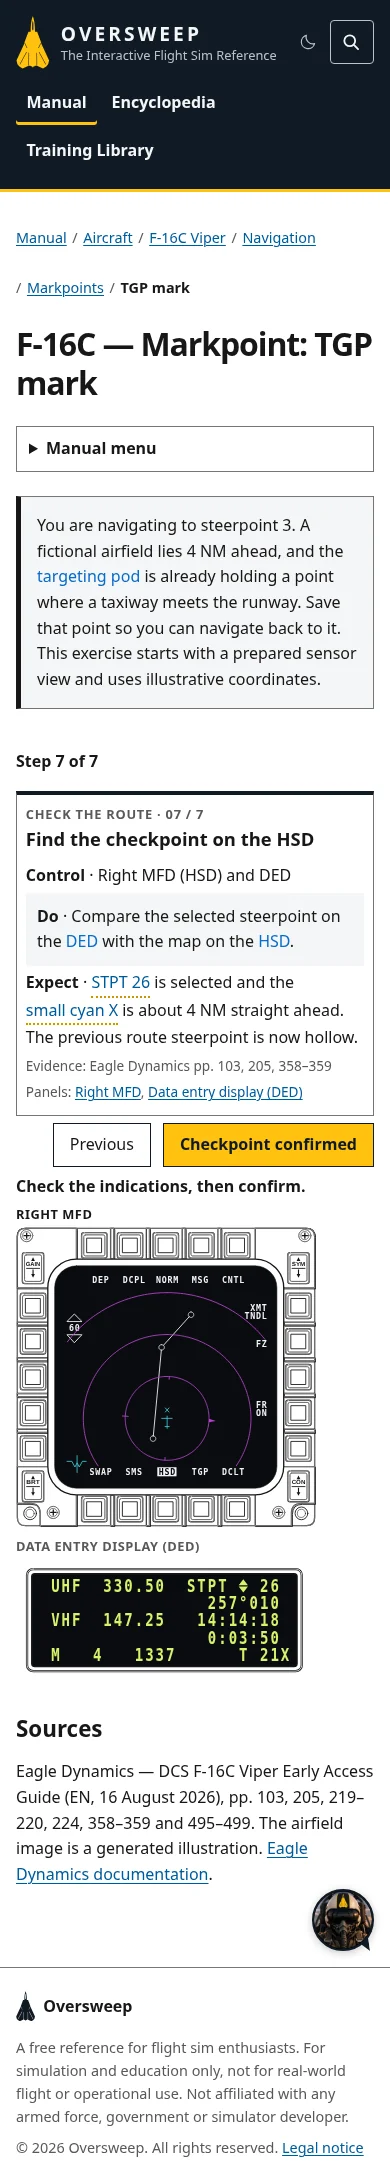 OVERSWEEP
The Interactive Flight Sim Reference
Manual
Encyclopedia
Training Library
Manual / Aircraft / F-16C Viper / Navigation
/ Markpoints / TGP mark
F-16C — Markpoint: TGP
mark
Manual menu
You are navigating to steerpoint 3. A
fictional airfield lies 4 NM ahead, and the
targeting pod is already holding a point
where a taxiway meets the runway. Save
that point so you can navigate back to it.
This exercise starts with a prepared sensor
view and uses illustrative coordinates.
Step 7 of 7
CHECK THE ROUTE · 07 / 7
Find the checkpoint on the HSD
Control · Right MFD (HSD) and DED
Do · Compare the selected steerpoint on
the DED with the map on the HSD.
Expect · STPT 26 is selected and the
small cyan X is about 4 NM straight ahead.
The previous route steerpoint is now hollow.
Evidence: Eagle Dynamics pp. 103, 205, 358–359
Panels: Right MFD, Data entry display (DED)
Previous
Checkpoint confirmed
Check the indications, then confirm.
RIGHT MFD
GAIN
SYM
DEP DCPL NORM MSG CNTL
XMT
TNDL
60
FZ
FR
ON
SWAP SMS HSD TGP DCLT
BRT
CON
DATA ENTRY DISPLAY (DED)
UHF 330.50 STPT 26
257°010
VHF 147.25 14:14:18
0:03:50
M 4 1337 T 21X
Sources
Eagle Dynamics — DCS F-16C Viper Early Access
Guide (EN, 16 August 2026), pp. 103, 205, 219–
220, 224, 358–359 and 495–499. The airfield
image is a generated illustration. Eagle
Dynamics documentation.
Oversweep
A free reference for flight sim enthusiasts. For
simulation and education only, not for real-world
flight or operational use. Not affiliated with any
armed force, government or simulator developer.
© 2026 Oversweep. All rights reserved. Legal notice